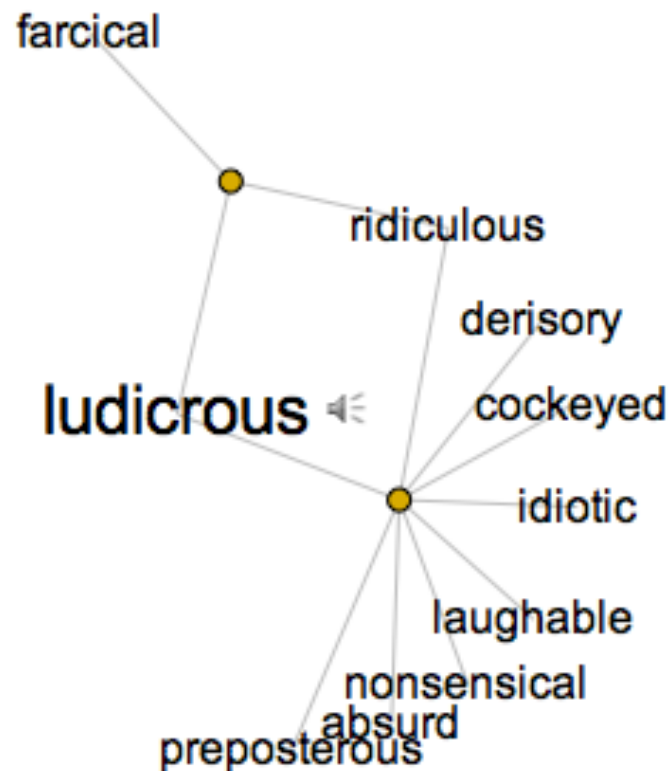 farcical
ridiculous
derisory
ludicrous
cockeyed
idiotic
laughable
nonsensical
absurd
preposterous